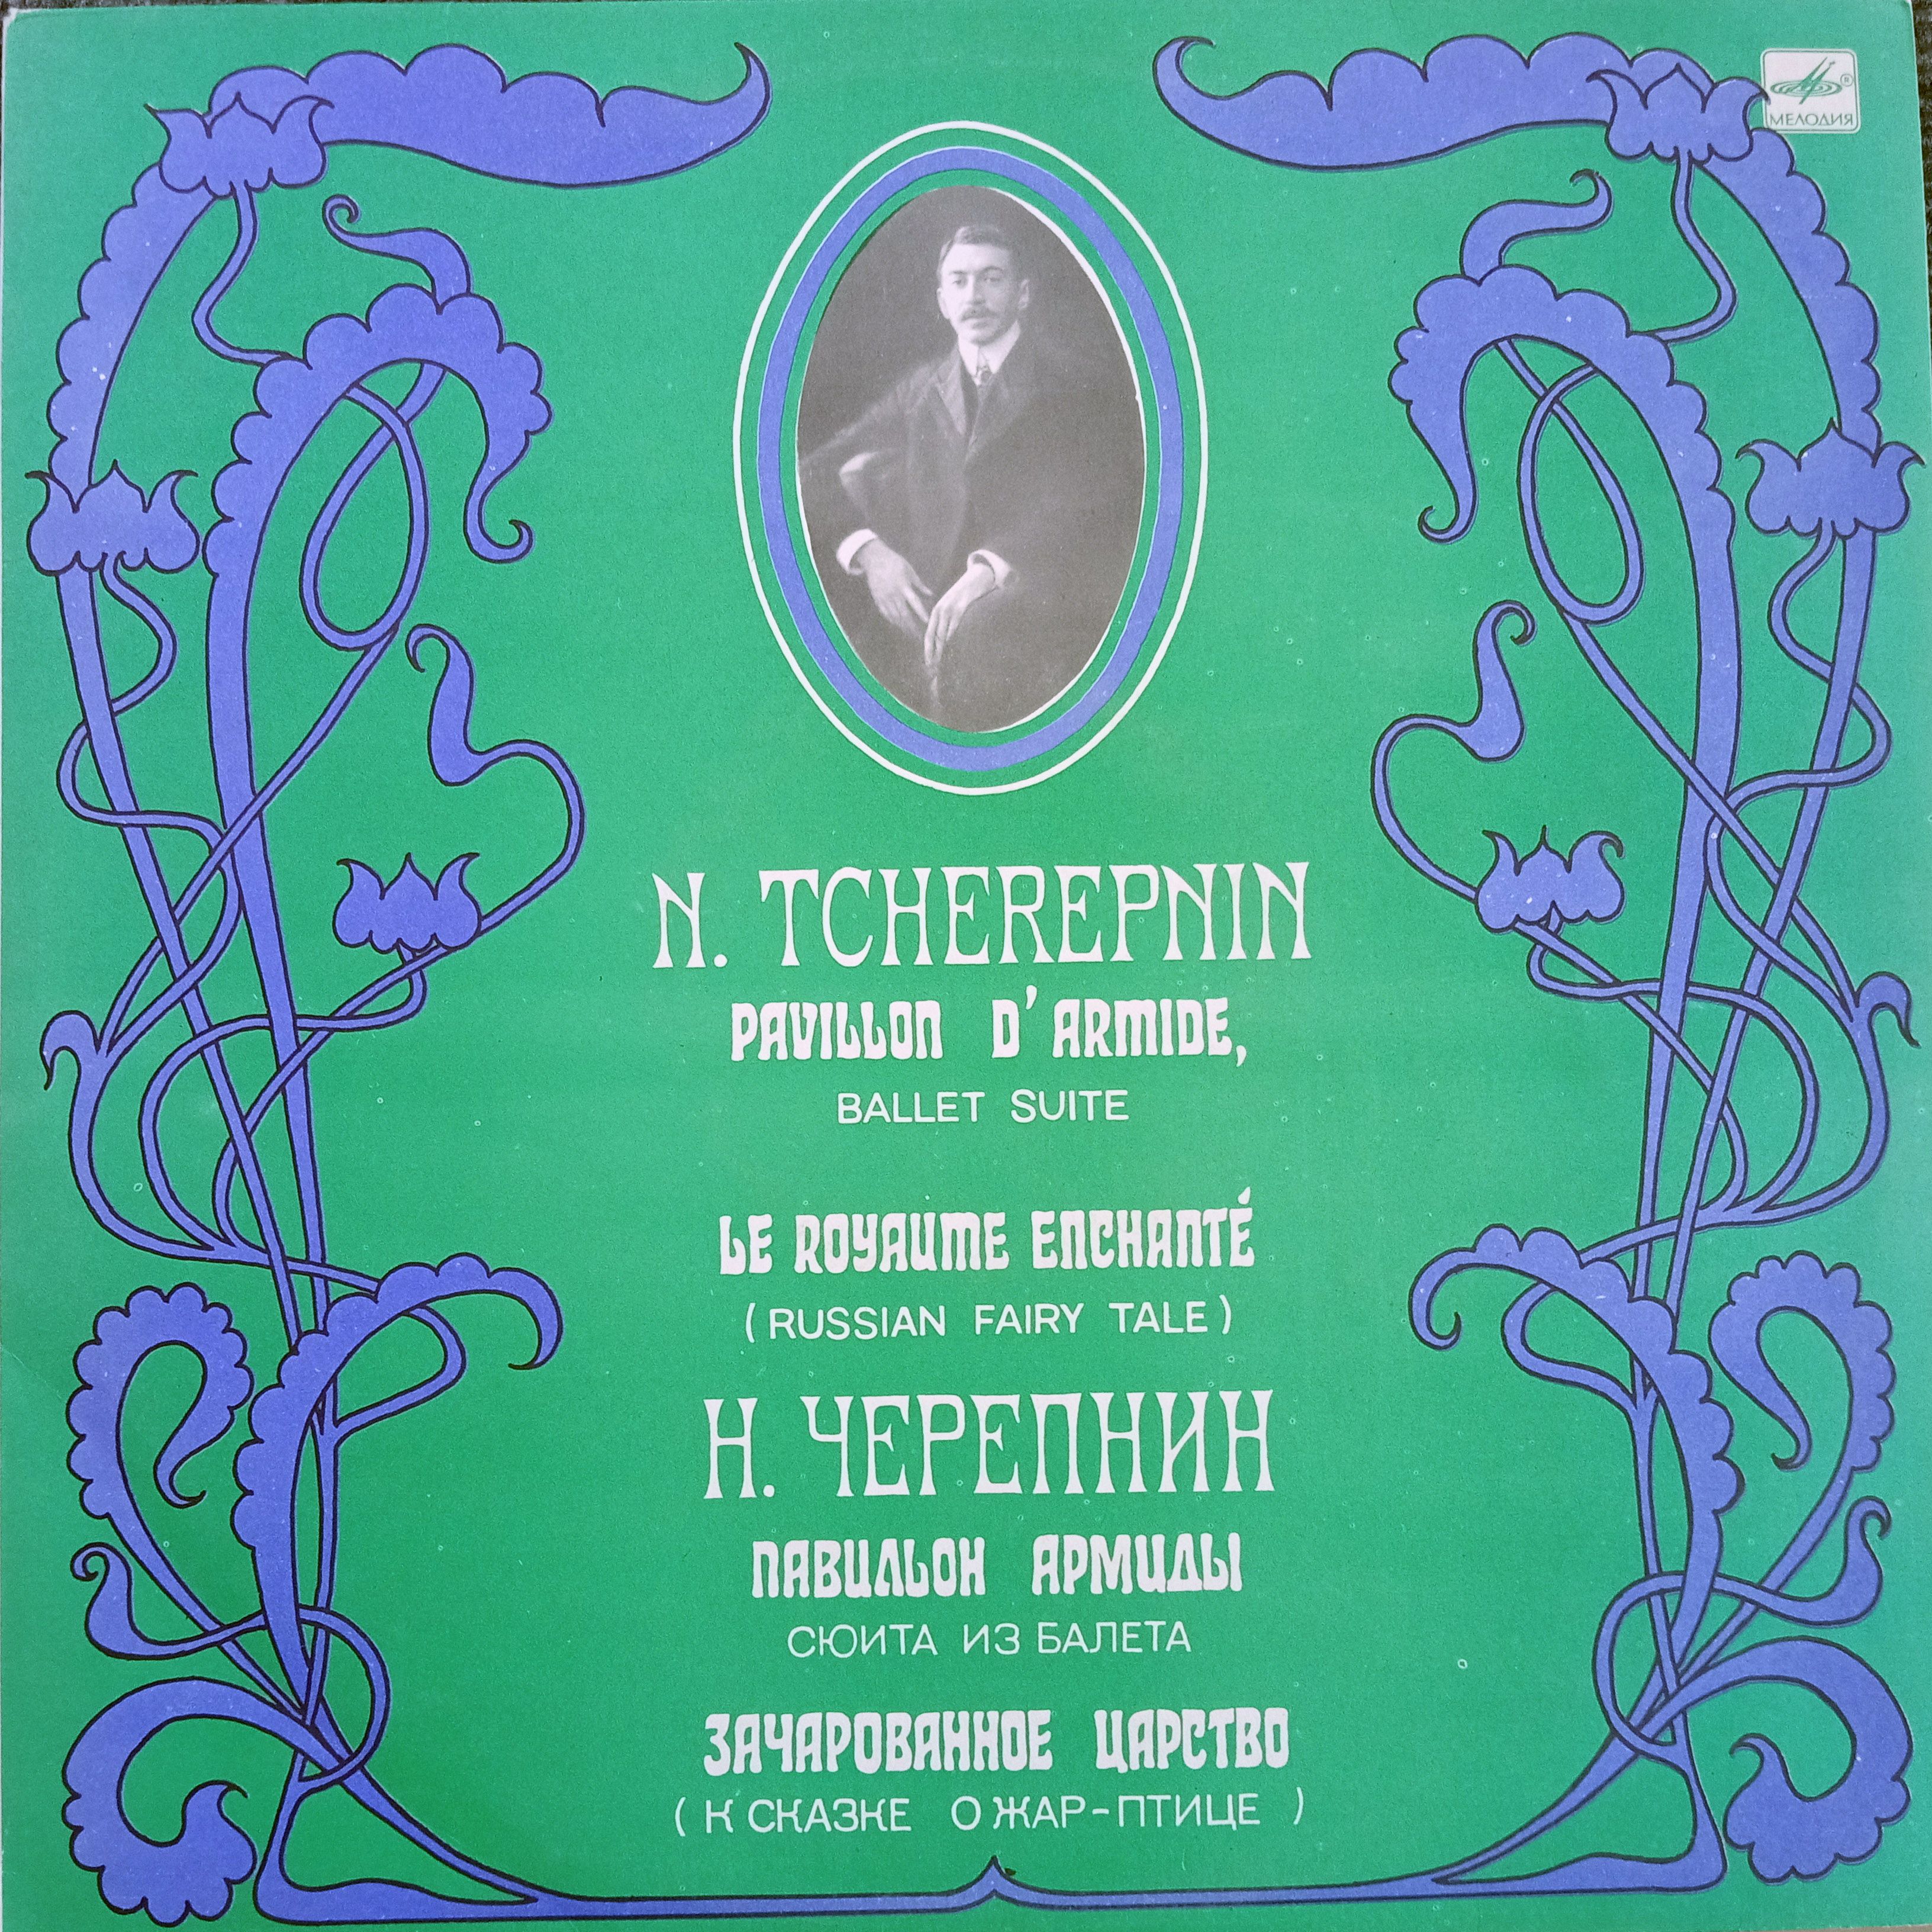 МЕЛОДИЯ
N. TCHEREPNIN
PAVILLON D'ARMIDE,
BALLET SUITE
LE ROYAUME ENCHANTÉ
(RUSSIAN FAIRY TALE)
Н. ЧЕРЕПНИН
ПАВИЛЬОН АРМИДЫ
СЮИТА ИЗ БАЛЕТА
ЗАЧАРОВАННОЕ ЦАРСТВО
(К СКАЗКЕ О ЖАР-ПТИЦЕ)